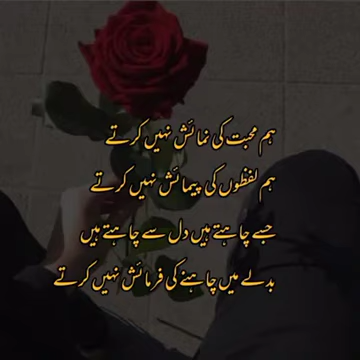 ہم محبت کی نمائش نہیں کرتے
ہم لفظوں کی پیمائش نہیں کرتے
جسے چاہتے ہیں دل سے چاہتے ہیں
بدلے میں چاہنے کی فرمائش نہیں کرتے